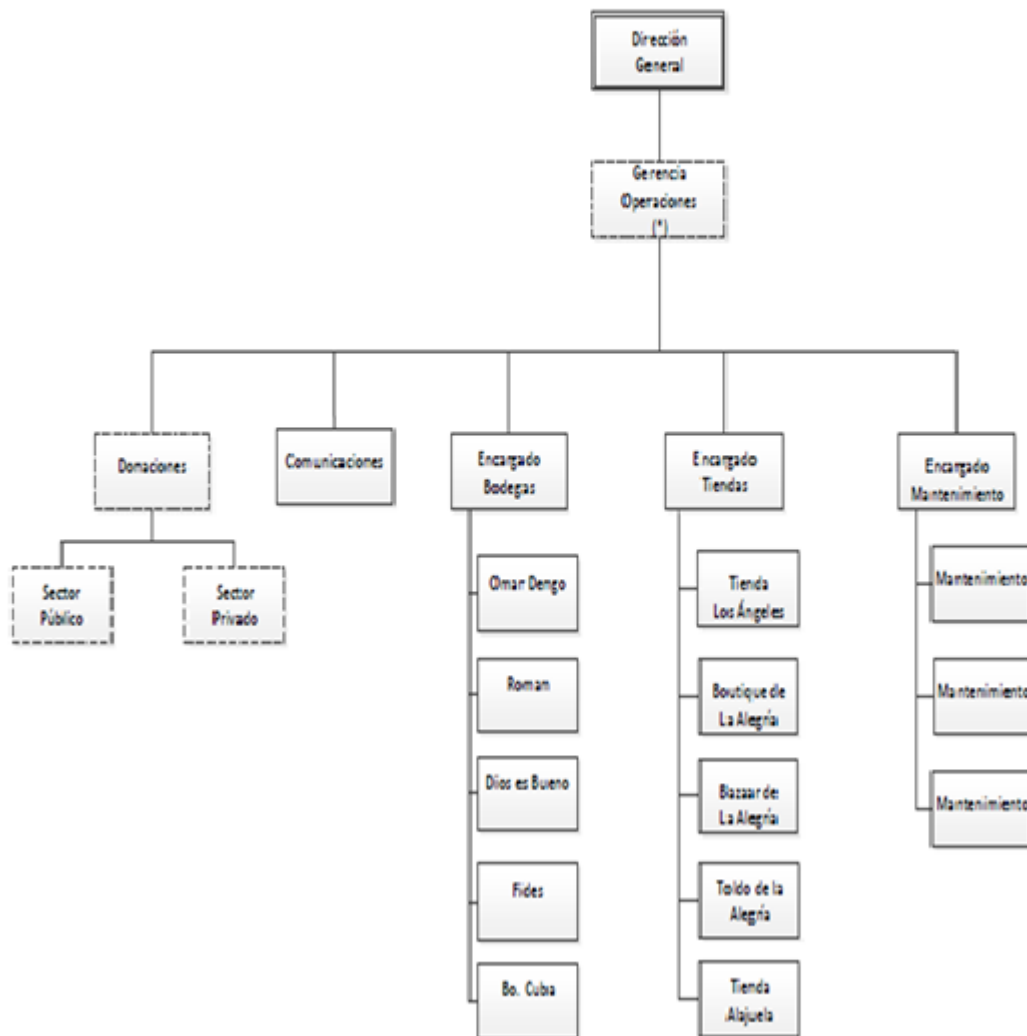 Dirección
General
Gerencia
Operaciones
(*)
Donaciones
Comunicaciones
Encargado
Bodegas
Encargado
Tiendas
Encargado
Mantenimiento
Sector
Público
Sector
Privado
Omar Dengo
Roman
Dios es Bueno
Fides
Bo. Cuba
Tienda
Los Ángeles
Boutique de
La Alegría
Bazaar de
La Alegría
Toldo de la
Alegría
Tienda
Alajuela
Mantenimiento
Mantenimiento
Mantenimiento